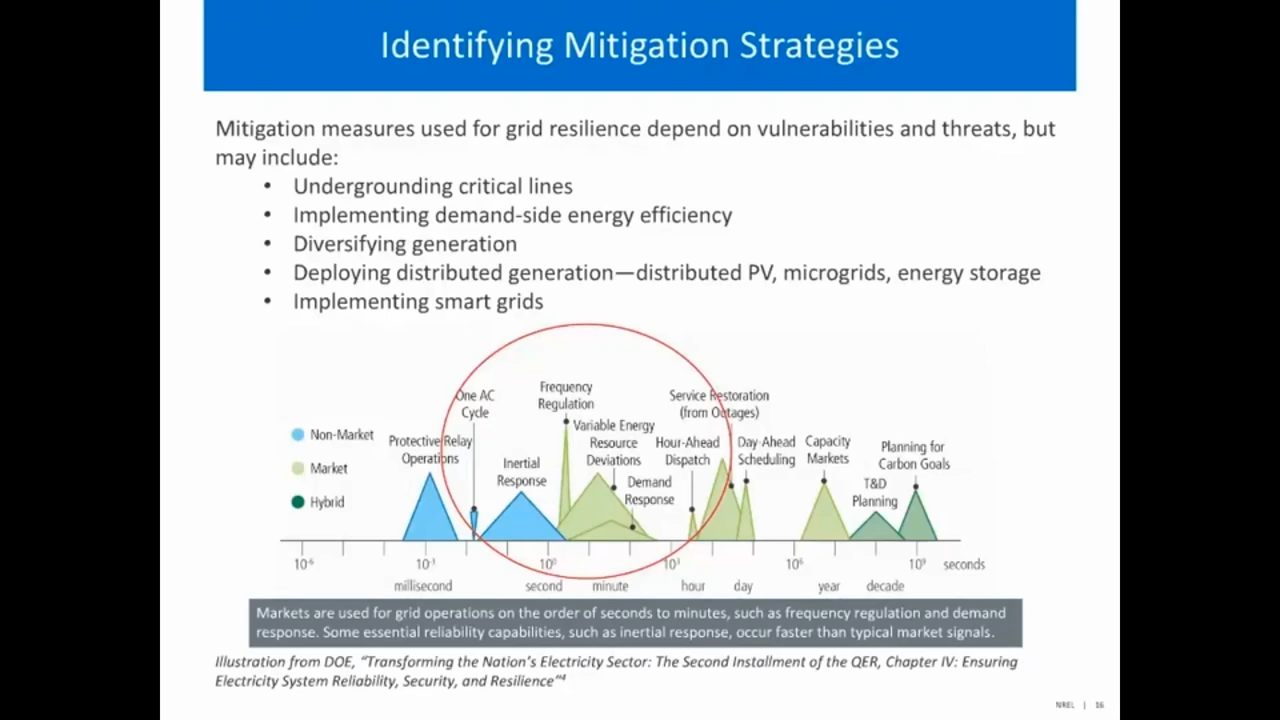 Identifying Mitigation Strategies
Mitigation measures used for grid resilience depend on vulnerabilities and threats, but
may include:
• Undergrounding critical lines
• Implementing demand-side energy efficiency
• Diversifying generation
• Deploying distributed generation—distributed PV, microgrids, energy storage
• Implementing smart grids
Non-Market
Market
Hybrid
Protective Relay
Operations
One AC
Cycle
Inertial
Response
Frequency
Regulation
Variable Energy
Resource
Deviations
Demand
Response
Hour-Ahead
Dispatch
Service Restoration
(from Outages)
Day-Ahead
Scheduling
Capacity
Markets
T&D
Planning
Planning for
Carbon Goals
10⁻⁶ 10⁻³ 10⁰ 10³ 10⁶ 10⁹ seconds
millisecond second minute hour day year decade
Markets are used for grid operations on the order of seconds to minutes, such as frequency regulation and demand
response. Some essential reliability capabilities, such as inertial response, occur faster than typical market signals.
Illustration from DOE, “Transforming the Nation’s Electricity Sector: The Second Installment of the QER, Chapter IV: Ensuring
Electricity System Reliability, Security, and Resilience”⁴
NREL | 16